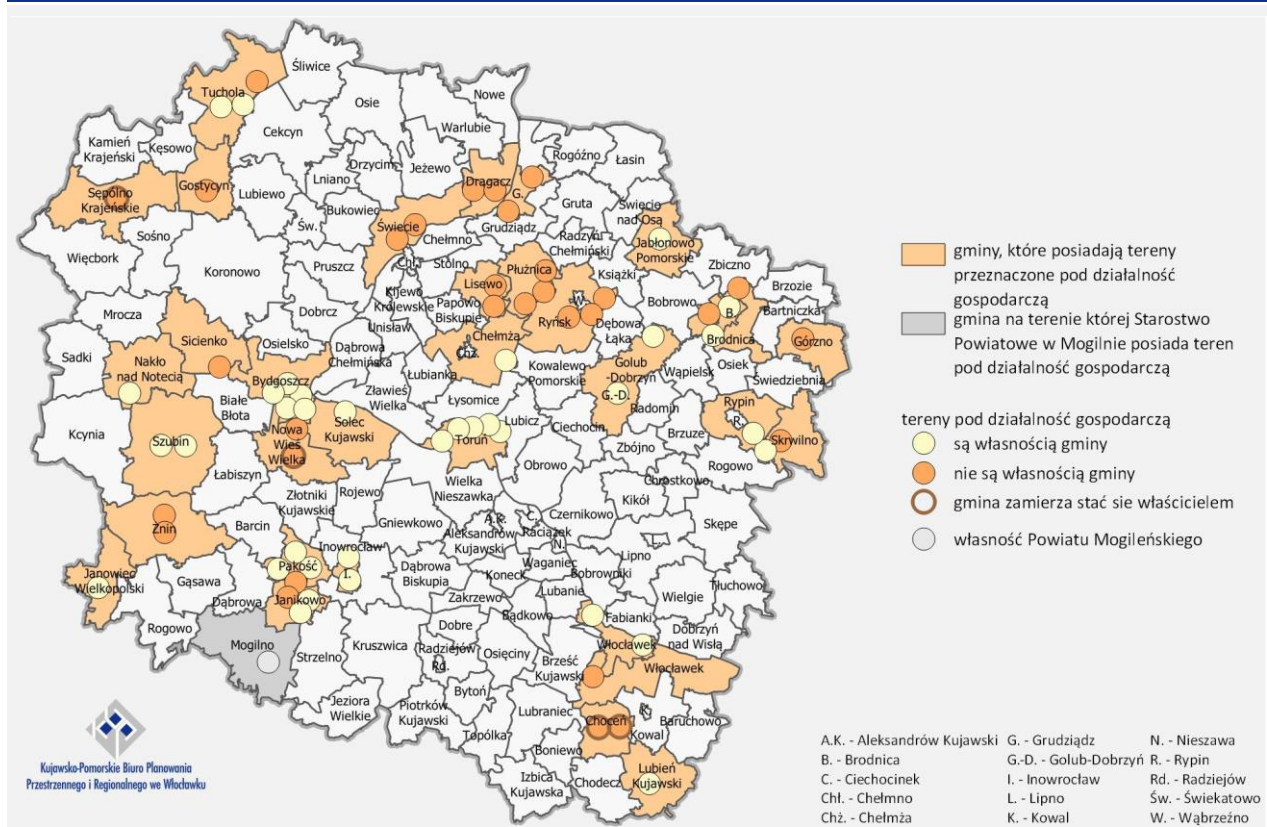 Śliwice
Tuchola
Osie
Nowe
Cekcyn
Warlubie
Kamień
Krajeński
Kęsowo
Rogóźno
Łasin
Drzycim
Jeżewo
Gostycyn
Lniano
Dragacz
G.
Sępólno
Krajeńskie
Lubiewo
Bukowiec
Gruta
Święcie
nad Osą
Św.
Świecie
Grudziądz
Sośno
Chełmno
Radzyń
Chełmiński
Jabłonowo
Pomorskie
Więcbork
Koronowo
Pruszcz
Chł.
Stolno
Płużnica
Książki
Zbiczno
Lisewo
Brzozie
Kijewo
Królewskie
Papowo
Biskupie
W.
Bobrowo
Bartniczka
B.
Mrocza
Dobrcz
Unisław
Ryńsk
Dębowa
Łąka
Chełmża
Brodnica
Górzno
Sicienko
Osielsko
Dąbrowa
Chełmińska
Chż.
Sadki
Nakło
nad Notecią
Golub
-Dobrzyń
Osiek
Łubianka
Kowalewo
Pomorskie
Wąpielsk
Świedziebnia
Bydgoszcz
Zławieś
Wielka
G.-D.
Białe
Błota
Łysomice
Radomin
Rypin
Solec
Kujawski
R.
Kcynia
Szubin
Nowa
Wieś
Wielka
Toruń
Lubicz
Ciechocin
Brzuze
Skrwilno
Zbójno
Łabiszyn
Obrowo
Rogowo
Wielka
Nieszawka
Chrostkowo
Złotniki
Kujawskie
Rojewo
Kikół
Żnin
Barcin
Gniewkowo
A.K.
C.
Czernikowo
Skępe
Aleksandrów
Kujawski
Raciążek
N.
Inowrocław
L.
Lipno
Pakość
Dąbrowa
Biskupia
Waganiec
Janowiec
Wielkopolski
Gąsawa
I.
Koneck
Bobrowniki
Tłuchowo
Lubanie
Dąbrowa
Janikowo
Zakrzewo
Wielgie
Bądkowo
Fabianki
Rogowo
Dobre
Dobrzyń
nad Wisłą
Mogilno
Strzelno
Kruszwica
Radziejów
Osięciny
Włocławek
Rd.
Brześć
Kujawski
Włocławek
Bytoń
Jeziora
Wielkie
Piotrków
Kujawski
Lubraniec
Choceń
K.
Kowal
Baruchowo
Topólka
Boniewo
Lubień
Kujawski
Izbica
Kujawska
Chodecz
gminy, które posiadają tereny
przeznaczone pod działalność
gospodarczą
gmina na terenie której Starostwo
Powiatowe w Mogilnie posiada teren
pod działalność gospodarczą
tereny pod działalność gospodarczą
są własnością gminy
nie są własnością gminy
gmina zamierza stać sie właścicielem
własność Powiatu Mogileńskiego
Kujawsko-Pomorskie Biuro Planowania
Przestrzennego i Regionalnego we Włocławku
A.K. - Aleksandrów Kujawski
B. - Brodnica
C. - Ciechocinek
Chł. - Chełmno
Chż. - Chełmża
G. - Grudziądz
G.-D. - Golub-Dobrzyń
I. - Inowrocław
L. - Lipno
K. - Kowal
N. - Nieszawa
R. - Rypin
Rd. - Radziejów
Św. - Świekatowo
W. - Wąbrzeźno